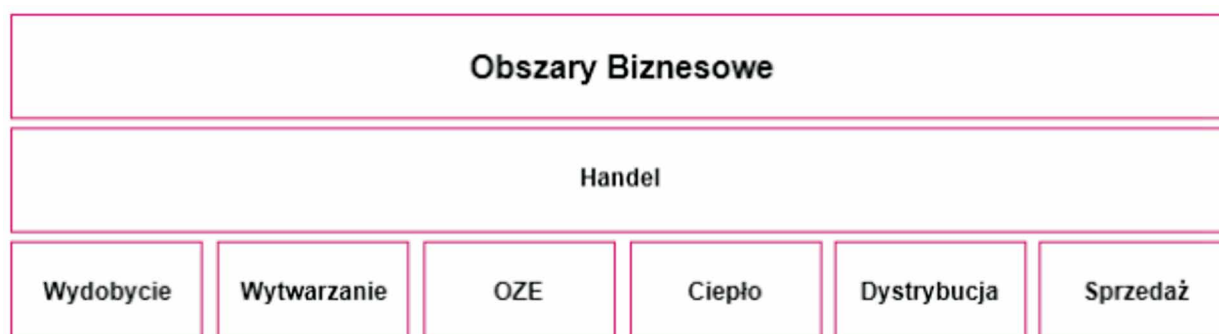 Obszary Biznesowe
Handel
Wydobycie Wytwarzanie OZE Ciepło Dystrybucja Sprzedaż